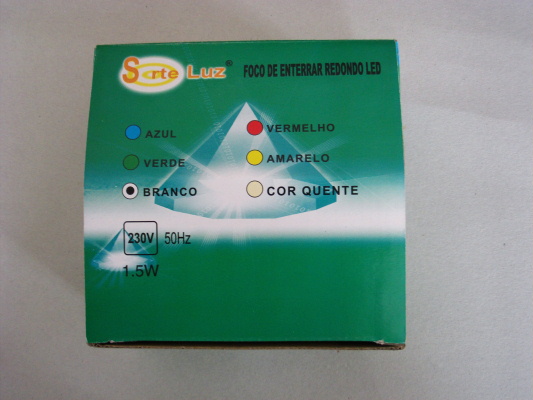 Sorte Luz® FOCO DE ENTERRAR REDONDO LED
AZUL VERMELHO
VERDE AMARELO
BRANCO COR QUENTE
230V 50Hz
1.5W